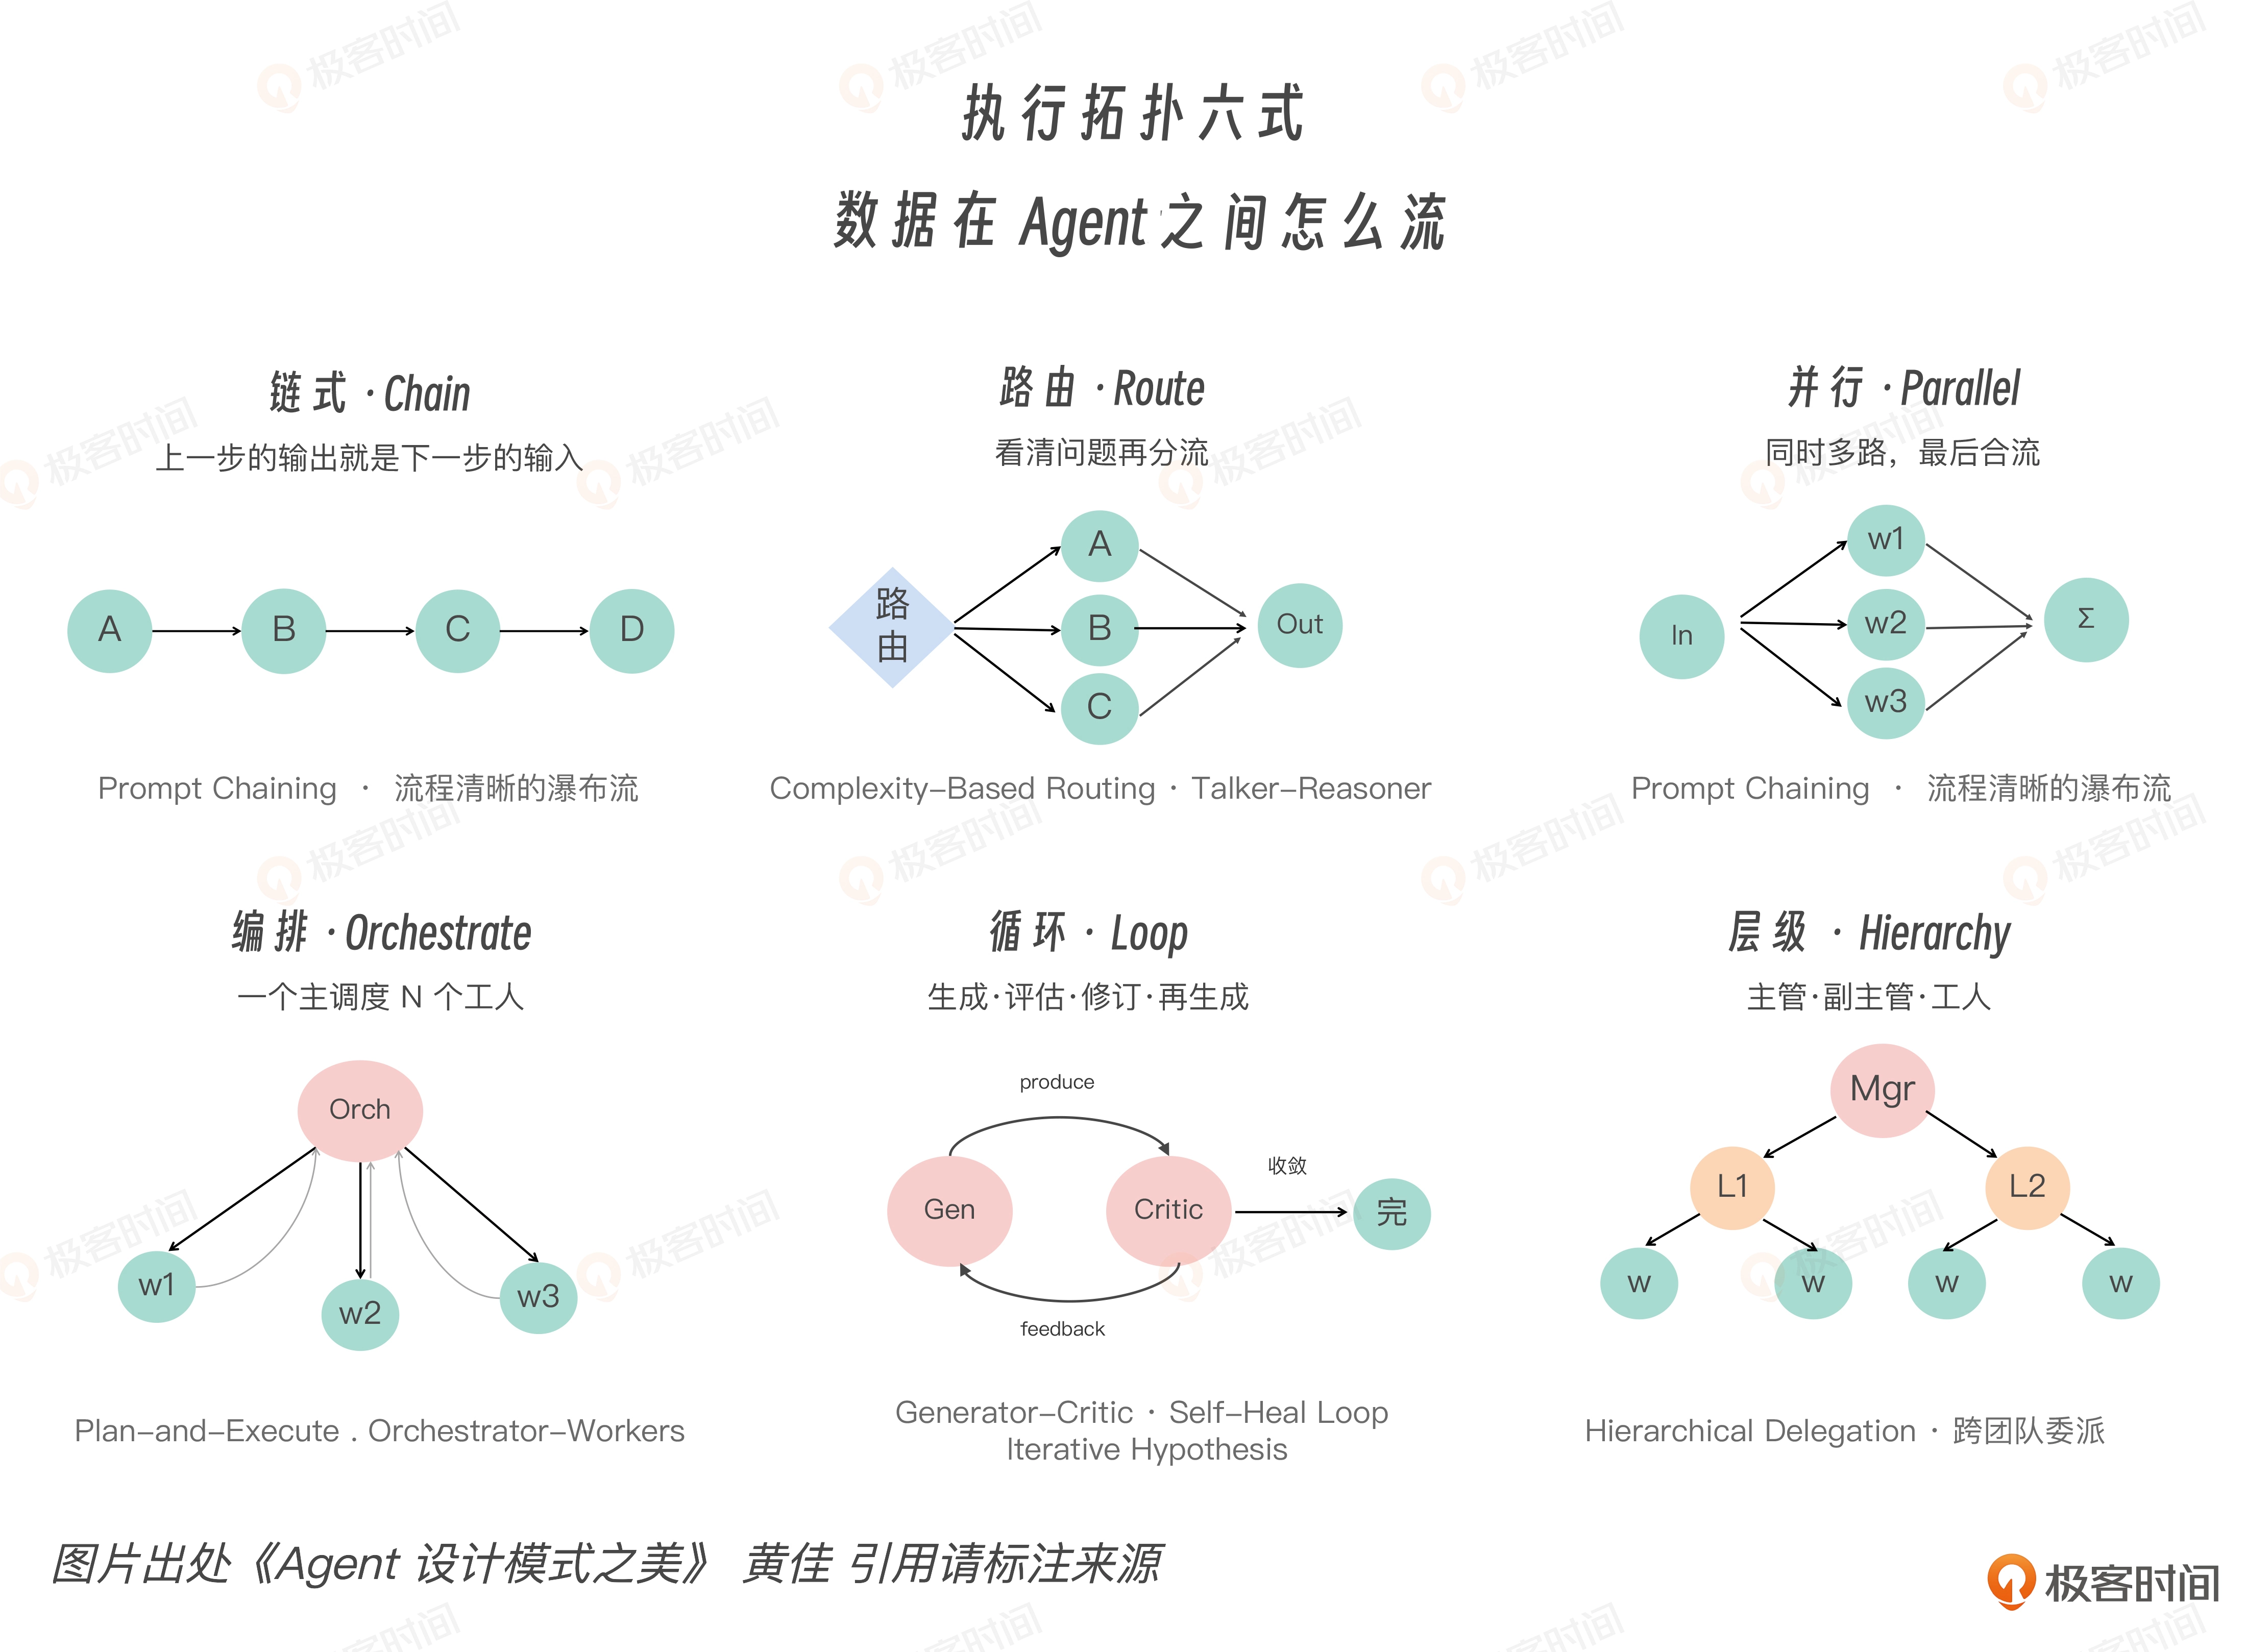 执行拓扑六式
数据在 Agent 之间怎么流
链式 · Chain
上一步的输出就是下一步的输入
A
B
C
D
Prompt Chaining · 流程清晰的瀑布流
路由 · Route
看清问题再分流
路
由
A
B
C
Out
Complexity-Based Routing · Talker-Reasoner
并行 · Parallel
同时多路，最后合流
In
w1
w2
w3
Σ
Prompt Chaining · 流程清晰的瀑布流
编排 · Orchestrate
一个主调度 N 个工人
Orch
w1
w2
w3
Plan-and-Execute . Orchestrator-Workers
循环 · Loop
生成·评估·修订·再生成
produce
Gen
Critic
收敛
完
feedback
Generator-Critic · Self-Heal Loop
Iterative Hypothesis
层级 · Hierarchy
主管·副主管·工人
Mgr
L1
L2
w
w
w
w
Hierarchical Delegation · 跨团队委派
图片出处《Agent 设计模式之美》 黄佳 引用请标注来源
极客时间